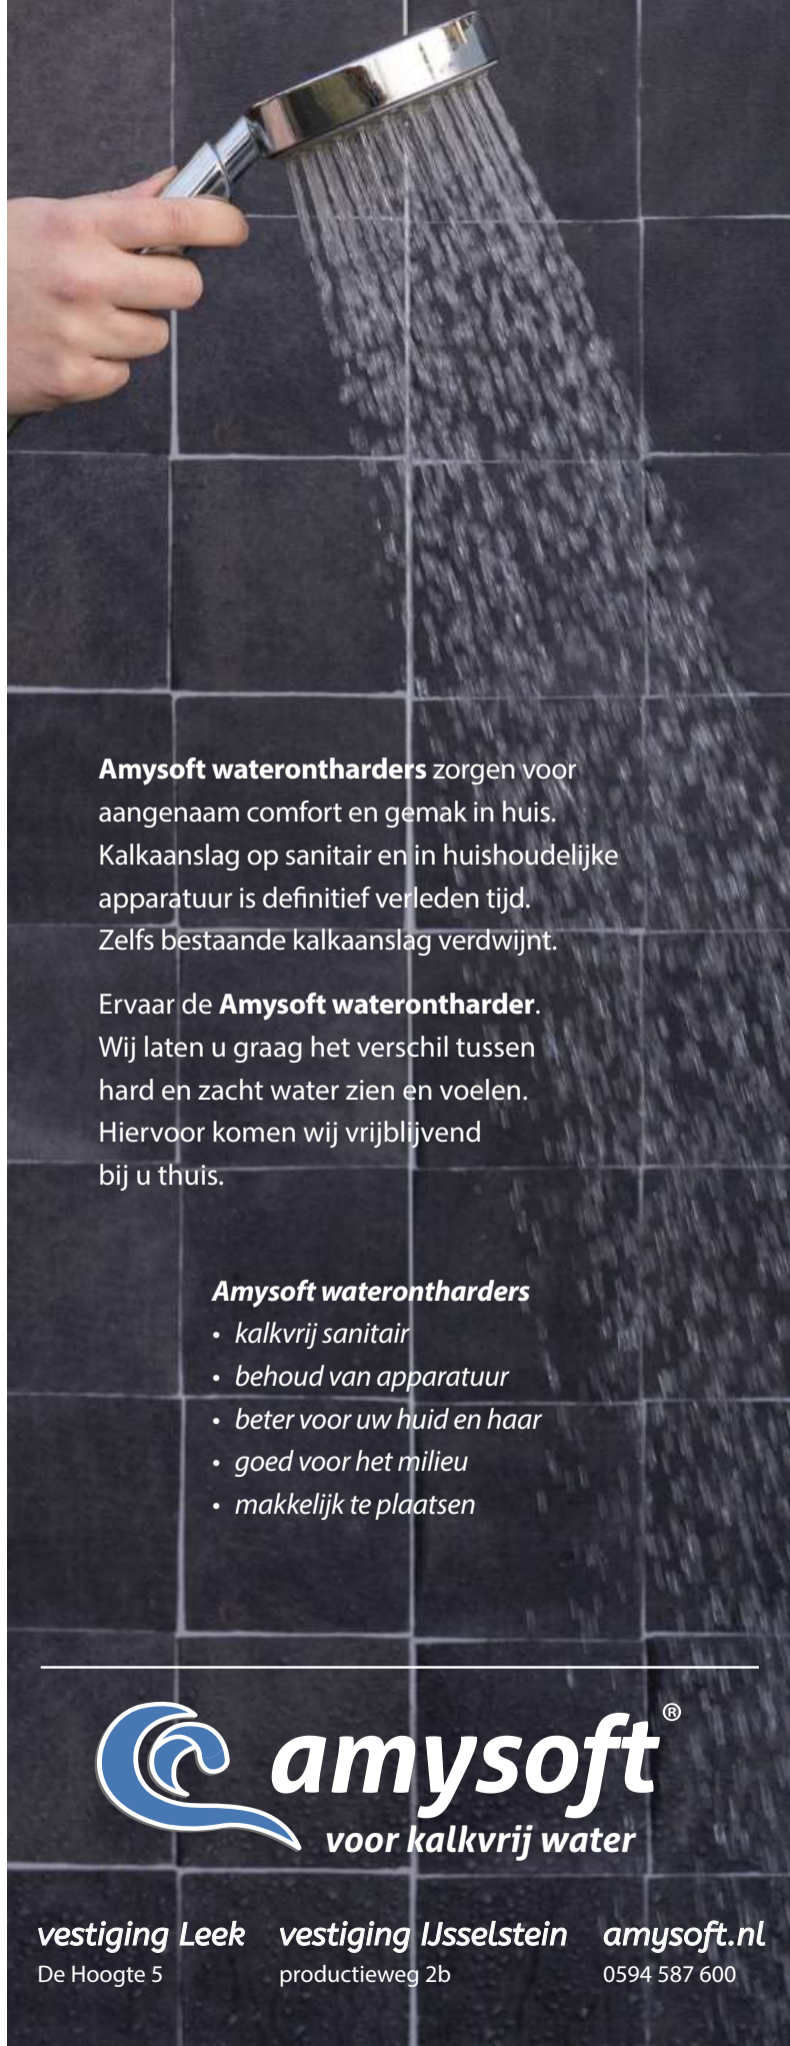 Amysoft waterontharders zorgen voor
aangenaam comfort en gemak in huis.
Kalkaanslag op sanitair en in huishoudelijke
apparatuur is definitief verleden tijd.
Zelfs bestaande kalkaanslag verdwijnt.
Ervaar de Amysoft waterontharder.
Wij laten u graag het verschil tussen
hard en zacht water zien en voelen.
Hiervoor komen wij vrijblijvend
bij u thuis.
Amysoft waterontharders
• kalkvrij sanitair
• behoud van apparatuur
• beter voor uw huid en haar
• goed voor het milieu
• makkelijk te plaatsen
amysoft®
voor kalkvrij water
vestiging Leek
De Hoogte 5
vestiging IJsselstein
productieweg 2b
amysoft.nl
0594 587 600